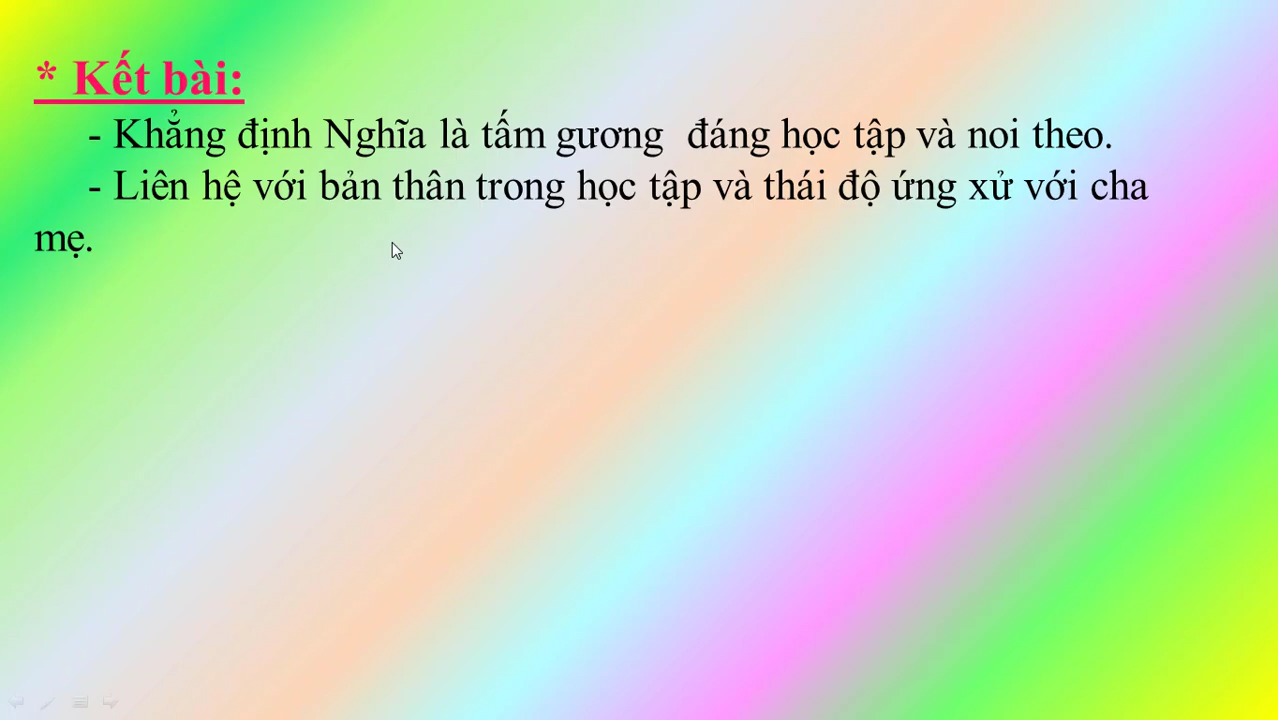 * Kết bài:
- Khẳng định Nghĩa là tấm gương đáng học tập và noi theo.
- Liên hệ với bản thân trong học tập và thái độ ứng xử với cha
mẹ.